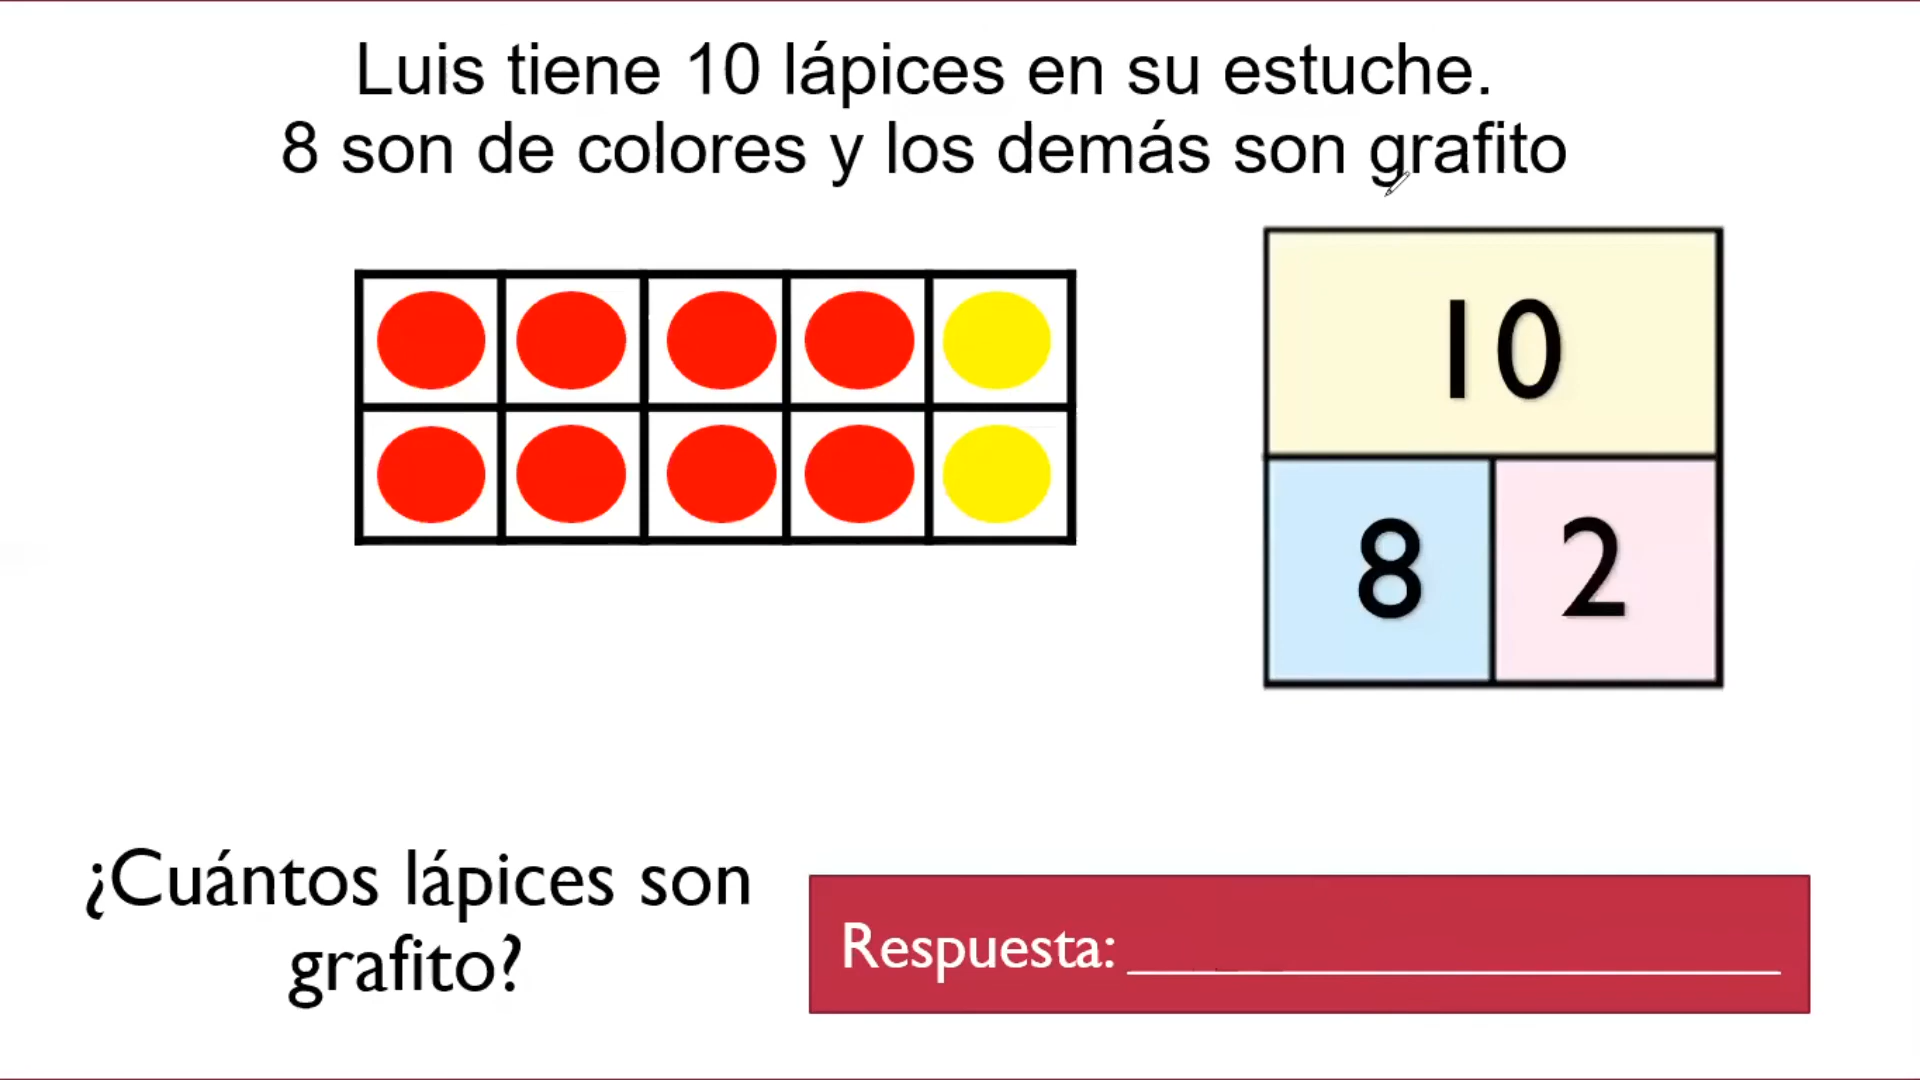 Luis tiene 10 lápices en su estuche.
8 son de colores y los demás son grafito
10
8 2
¿Cuántos lápices son
grafito?
Respuesta: ____________________